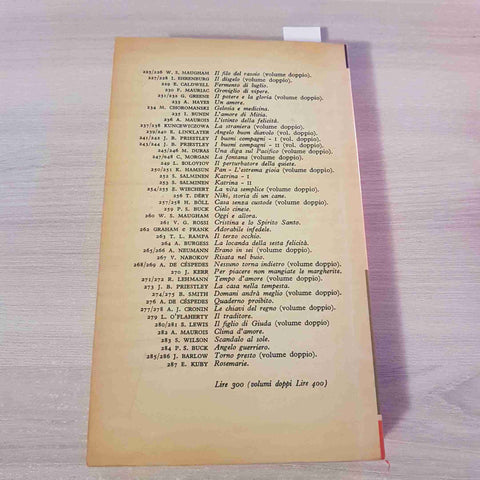 225/226 W. S. MAUGHAM Il filo del rasoio (volume doppio).
227/228 I. EHRENBURG Il disgelo (volume doppio).
229 E. CALDWELL Fermento di luglio.
230 F. MAURIAC Groviglio di vipere.
231/232 G. GREENE Il potere e la gloria (volume doppio).
233 A. HAYES Un amore.
234 M. CHOROMANSKI Gelosia e medicina.
235 I. BUNIN L'amore di Mitia.
236 A. MAUROIS L'istinto della felicità.
237/238 KUNCEWICZOWA La straniera (volume doppio).
239/240 E. LINKLATER Angelo buon diavolo (vol. doppio).
241/242 J. B. PRIESTLEY I buoni compagni - I (vol. doppio).
243/244 J. B. PRIESTLEY I buoni compagni - II (vol. doppio).
245/246 M. DURAS Una diga sul Pacifico (vol. doppio).
247/248 C. MORGAN La fontana (volume doppio).
249 L. SOLOVIOV Il perturbatore della quiete.
250/251 K. HAMSUN Pan - L'estrema gioia (volume doppio).
252 S. SALMINEN Katrina - I
253 S. SALMINEN Katrina - II
254/255 E. WIECHERT La vita semplice (volume doppio).
256 T. DÉRY Niki, storia di un cane.
257/258 H. BÖLL Casa senza custode (volume doppio).
259 P. S. BUCK Cielo cinese.
260 W. S. MAUGHAM Oggi e allora.
261 V. G. ROSSI Cristina e lo Spirito Santo.
262 GRAHAM e FRANK Adorabile infedele.
263 T. L. RAMPA Il terzo occhio.
264 A. BURGESS La locanda della sesta felicità.
265/266 A. NEUMANN Erano in sei (volume doppio).
267 V. NABOKOV Risata nel buio.
268/269 A. DE CÉSPEDES Nessuno torna indietro (volume doppio).
270 J. KERR Per piacere non mangiate le margherite.
271/272 R. LEHMANN Tempo d'amore (volume doppio).
273 J. B. PRIESTLEY La casa nella tempesta.
274/275 B. SMITH Domani andrà meglio (volume doppio).
276 A. DE CÉSPEDES Quaderno proibito.
277/278 A. J. CRONIN Le chiavi del regno (volume doppio).
279 L. O'FLAHERTY Il traditore.
280/281 S. LEWIS Il figlio di Giuda (volume doppio).
282 A. MAUROIS Clima d'amore.
283 S. WILSON Scandalo al sole.
284 P. S. BUCK Angelo guerriero.
285/286 J. BARLOW Torno presto (volume doppio).
287 E. KUBY Rosemarie.
Lire 300 (volumi doppi Lire 400)